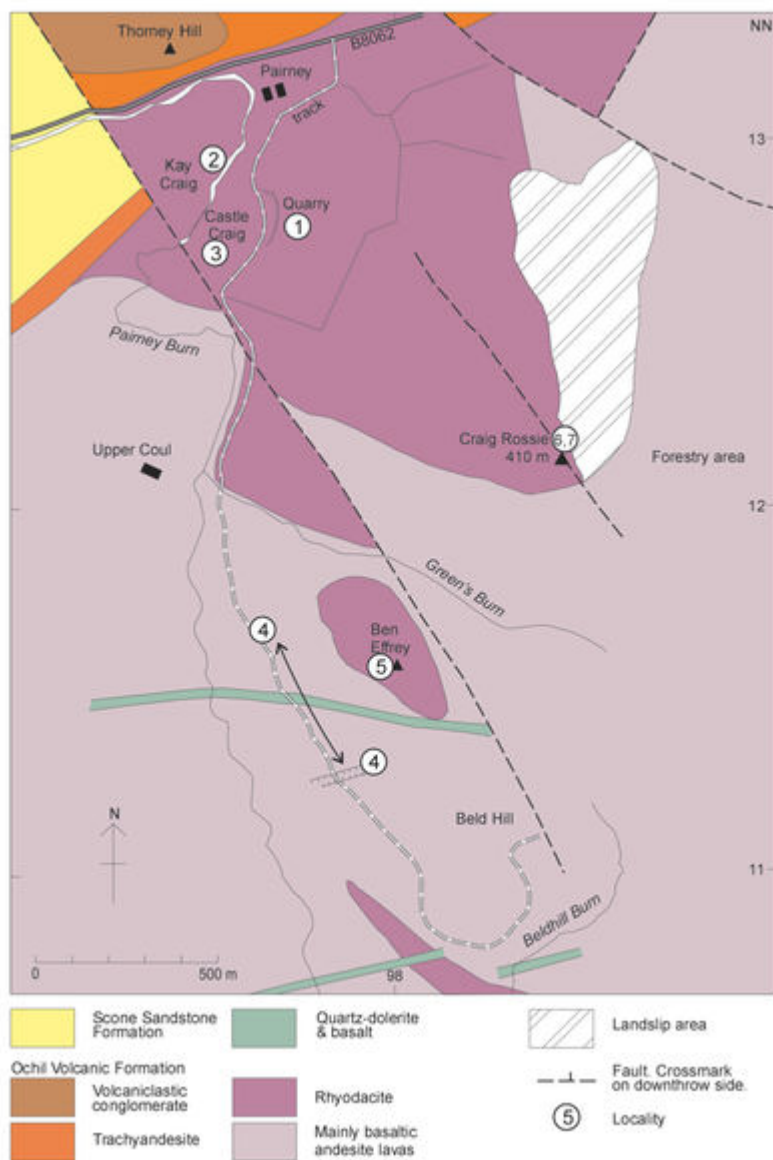 Thorney Hill
NN
B8062
Pairney
track
13
2
Kay
Craig
Quarry
1
Castle
Craig
3
Pairney Burn
Craig Rossie 6,7
410 m
Forestry area
Upper Coul
12
Green's Burn
4
Ben
Effrey
5
4
N
Beld Hill
11
Beldhill Burn
0
500 m
98
Scone Sandstone
Formation
Quartz-dolerite
& basalt
Landslip area
Ochil Volcanic Formation
Volcaniclastic
conglomerate
Rhyodacite
Fault. Crossmark
on downthrow side.
Trachyandesite
Mainly basaltic
andesite lavas
5
Locality